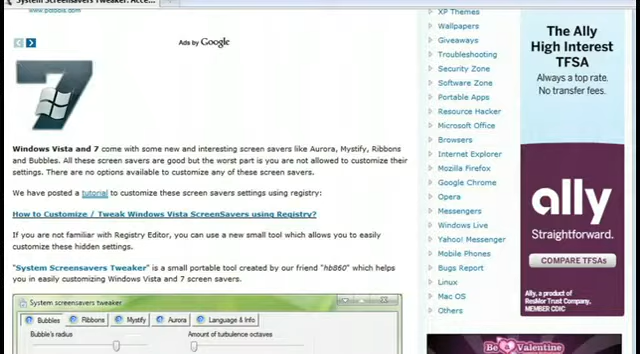 System Screensavers Tweaker: Acce...
www.pdfbbls.com
Ads by Google
7
Windows Vista and 7 come with some new and interesting screen savers like Aurora, Mystify, Ribbons
and Bubbles. All these screen savers are good but the worst part is you are not allowed to customize their
settings. There are no options available to customize any of these screen savers.
We have posted a tutorial to customize these screen savers settings using registry:
How to Customize / Tweak Windows Vista ScreenSavers using Registry?
If you are not familiar with Registry Editor, you can use a new small tool which allows you to easily
customize these hidden settings.
"System Screensavers Tweaker" is a small portable tool created by our friend "hb860" which helps
you in easily customizing Windows Vista and 7 screen savers.
System screensavers tweaker
Bubbles
Ribbons
Mystify
Aurora
Language & Info
Bubble's radius
Amount of turbulence octaves
XP Themes
Wallpapers
Giveaways
Troubleshooting
Security Zone
Software Zone
Portable Apps
Resource Hacker
Microsoft Office
Browsers
Internet Explorer
Mozilla Firefox
Google Chrome
Opera
Messengers
Windows Live
Yahoo! Messenger
Mobile Phones
Bugs Report
Linux
Mac OS
Others
The Ally
High Interest
TFSA
Always a top rate.
No transfer fees.
ally
Straightforward.
COMPARE TFSAs
Ally, a product of
ResMor Trust Company,
MEMBER CDIC
Be a Valentine